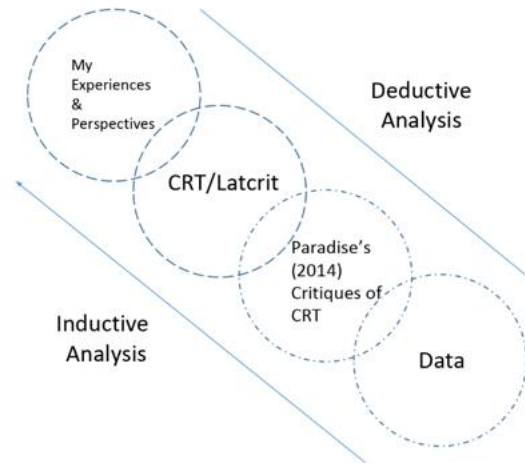 My
Experiences
&
Perspectives
Deductive
Analysis
CRT/Latcrit
Paradise's
(2014)
Critiques of
CRT
Inductive
Analysis
Data